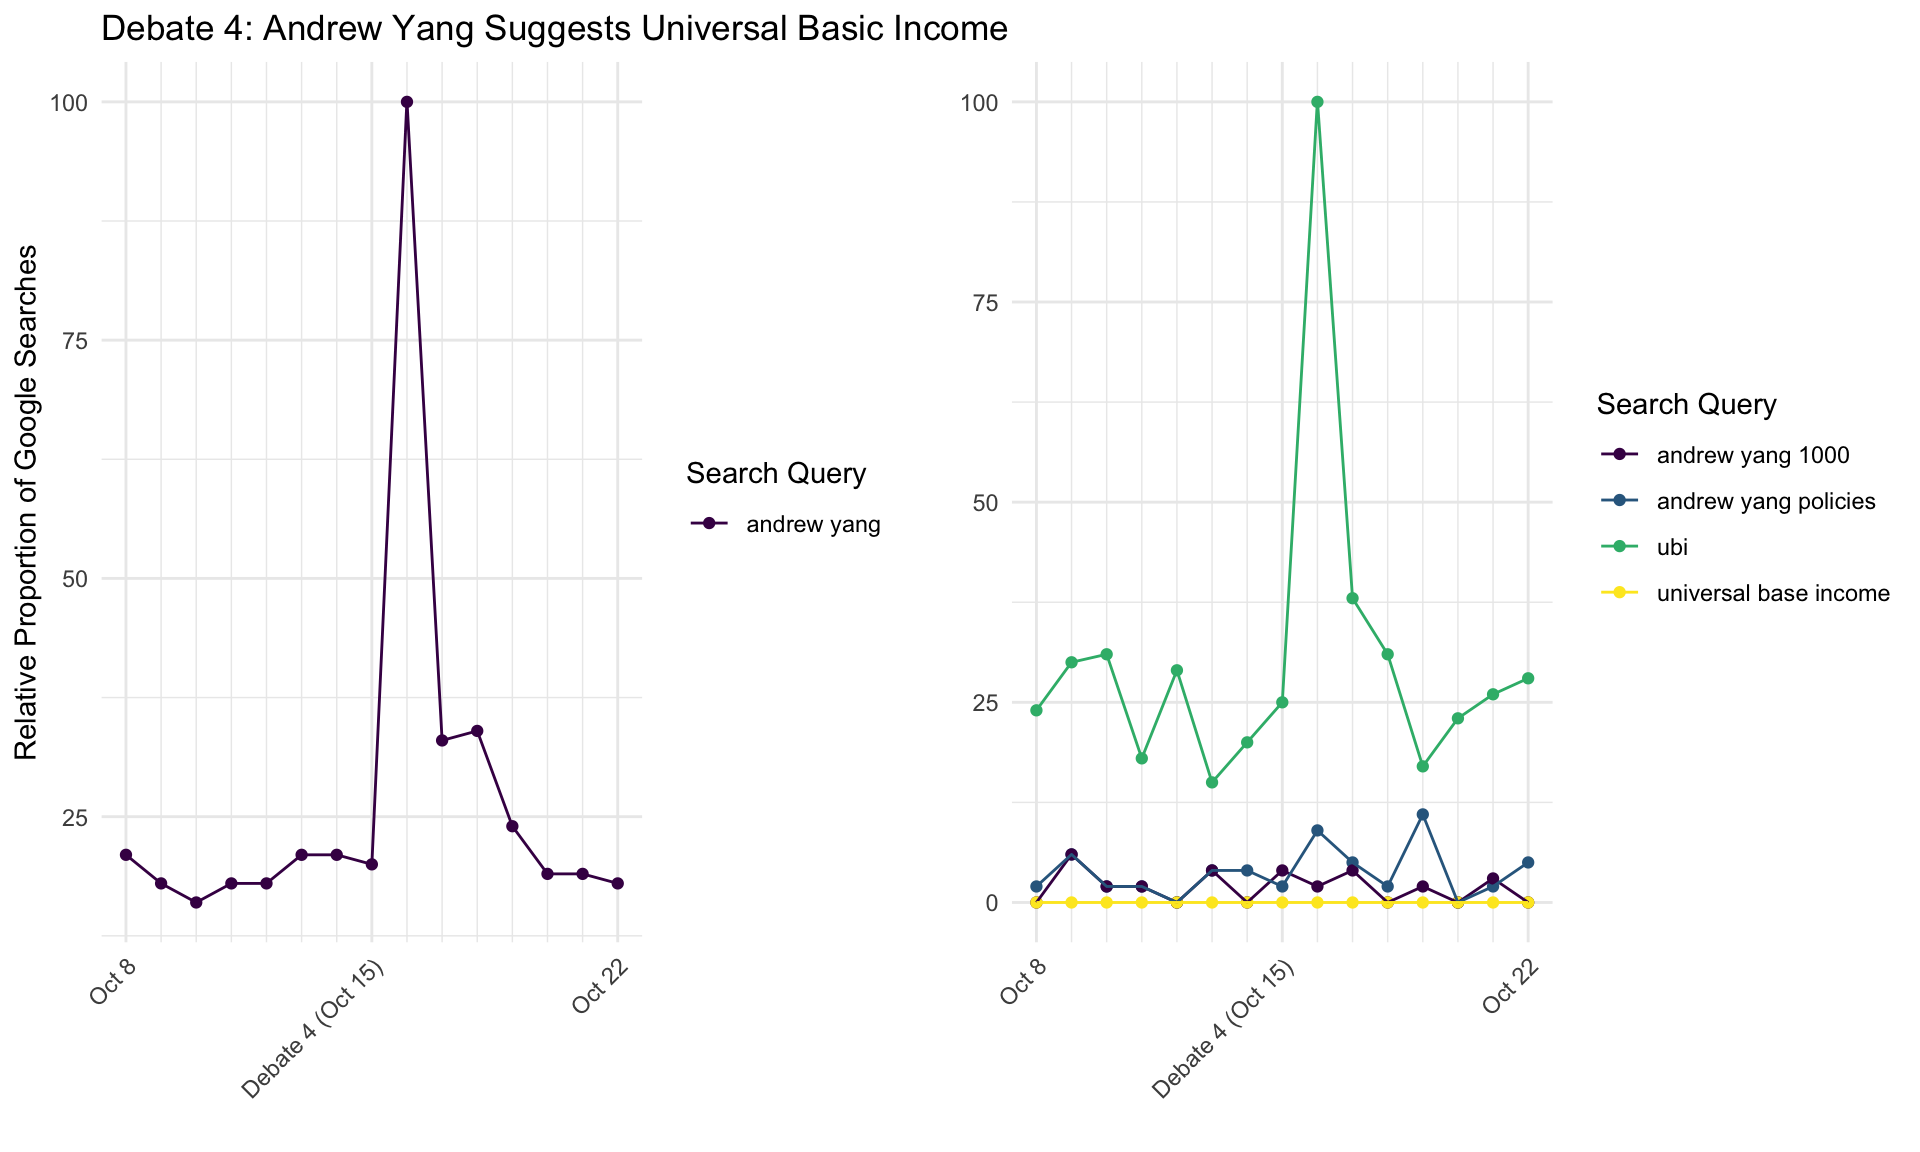 Debate 4: Andrew Yang Suggests Universal Basic Income
Relative Proportion of Google Searches
100
75
50
25
Oct 8
Debate 4 (Oct 15)
Oct 22
Search Query
andrew yang
100
75
50
25
0
Oct 8
Debate 4 (Oct 15)
Oct 22
Search Query
andrew yang 1000
andrew yang policies
ubi
universal base income